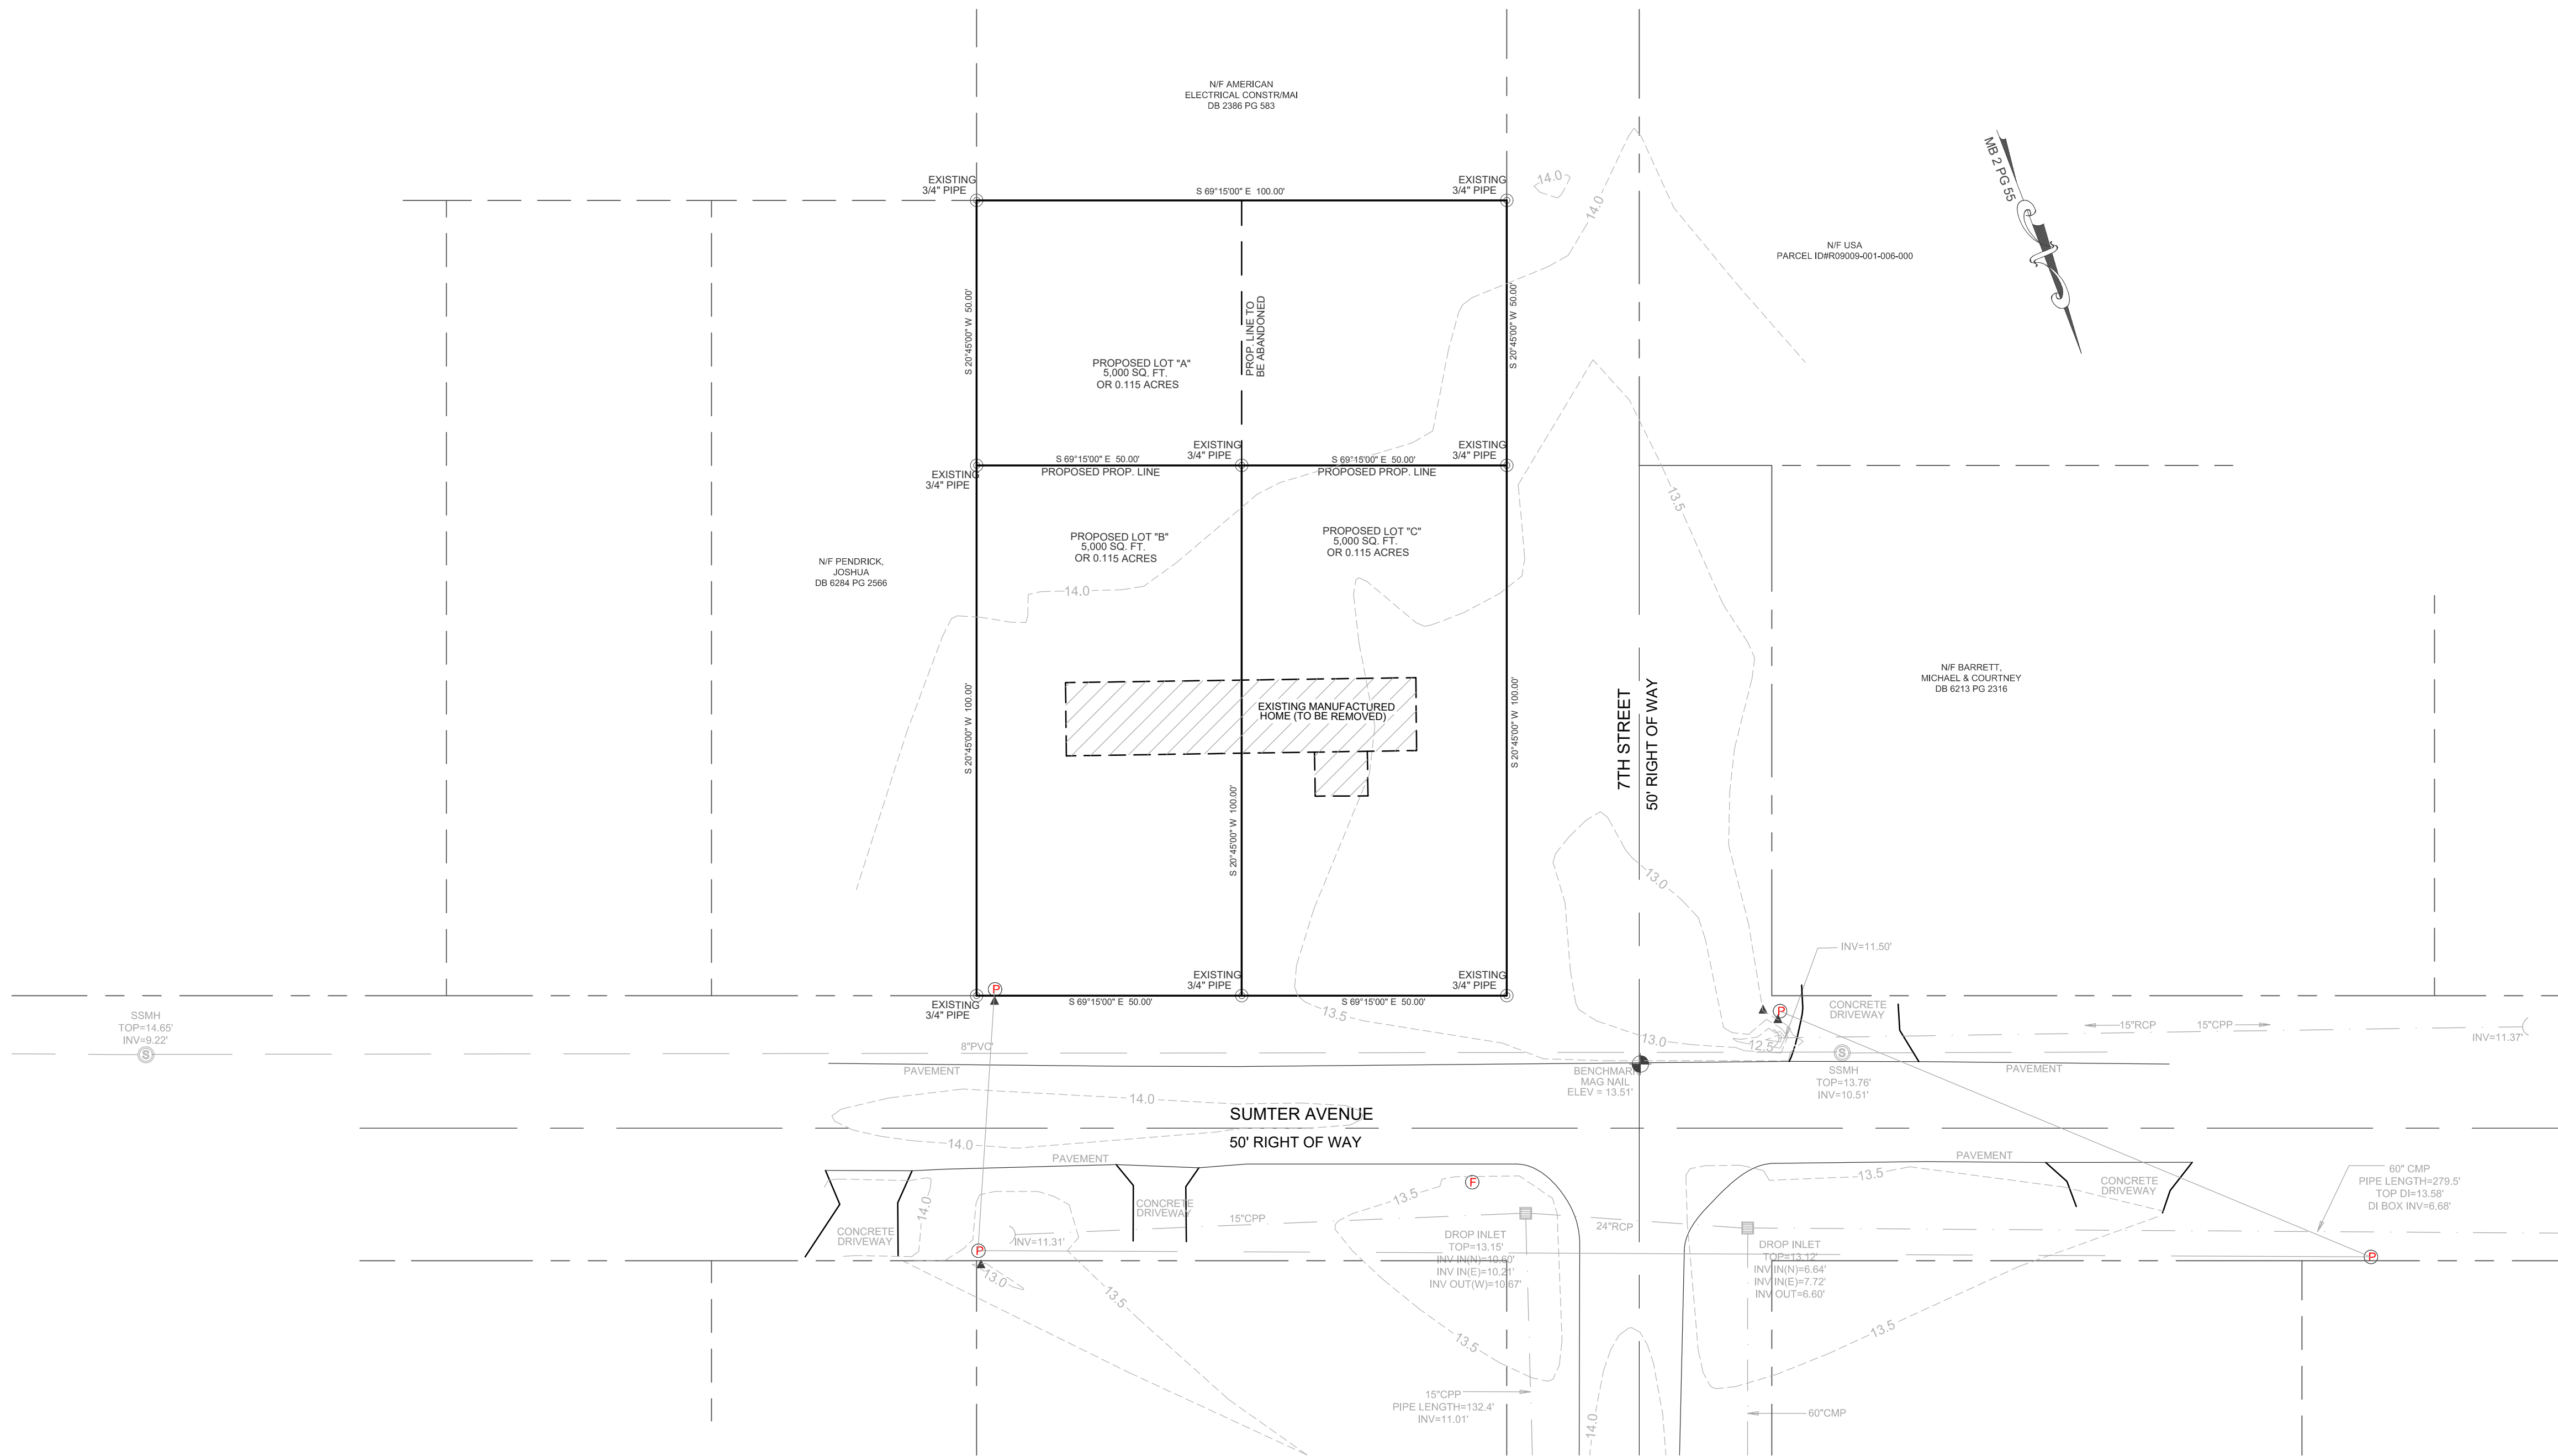 N/F AMERICAN
ELECTRICAL CONSTR/MAI
DB 2386 PG 583
MB 2 PG 55
EXISTING
3/4" PIPE
S 69°15'00" E 100.00'
EXISTING
3/4" PIPE
14.0
14.0
N/F USA
PARCEL ID#R09009-001-006-000
S 20°45'00" W 50.00'
PROP. LINE TO
BE ABANDONED
S 20°45'00" W 50.00'
PROPOSED LOT "A"
5,000 SQ. FT.
OR 0.115 ACRES
EXISTING
3/4" PIPE
S 69°15'00" E 50.00'
PROPOSED PROP. LINE
EXISTING
3/4" PIPE
S 69°15'00" E 50.00'
PROPOSED PROP. LINE
EXISTING
3/4" PIPE
13.5
N/F PENDRICK,
JOSHUA
DB 6284 PG 2566
PROPOSED LOT "B"
5,000 SQ. FT.
OR 0.115 ACRES
PROPOSED LOT "C"
5,000 SQ. FT.
OR 0.115 ACRES
14.0
S 20°45'00" W 100.00'
EXISTING MANUFACTURED
HOME (TO BE REMOVED)
S 20°45'00" W 100.00'
S 20°45'00" W 100.00'
7TH STREET
50' RIGHT OF WAY
N/F BARRETT,
MICHAEL & COURTNEY
DB 6213 PG 2316
13.0
INV=11.50'
EXISTING
3/4" PIPE
P
S 69°15'00" E 50.00'
EXISTING
3/4" PIPE
S 69°15'00" E 50.00'
EXISTING
3/4" PIPE
13.5
P
CONCRETE
DRIVEWAY
15"RCP
15"CPP
INV=11.37'
SSMH
TOP=14.65'
INV=9.22'
S
8"PVC
13.0
12.5
S
SSMH
TOP=13.76'
INV=10.51'
PAVEMENT
BENCHMARK
MAG NAIL
ELEV = 13.51'
PAVEMENT
14.0
SUMTER AVENUE
50' RIGHT OF WAY
14.0
PAVEMENT
PAVEMENT
CONCRETE
DRIVEWAY
14.0
CONCRETE
DRIVEWAY
15"CPP
13.5
F
24"RCP
13.5
CONCRETE
DRIVEWAY
60" CMP
PIPE LENGTH=279.5'
TOP DI=13.58'
DI BOX INV=6.68'
P
INV=11.31'
13.0
13.5
DROP INLET
TOP=13.15'
INV IN(N)=10.60'
INV IN(E)=10.21'
INV OUT(W)=10.67'
DROP INLET
TOP=13.12'
INV IN(N)=6.64'
INV IN(E)=7.72'
INV OUT=6.60'
P
13.5
13.5
15"CPP
PIPE LENGTH=132.4'
INV=11.01'
14.0
60"CMP